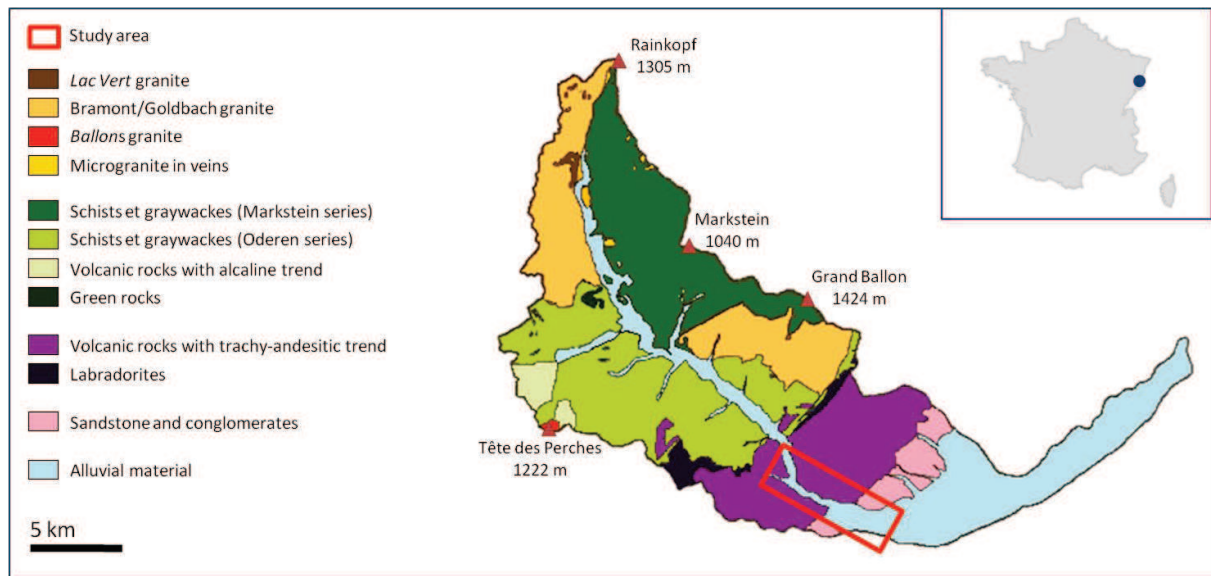 Study area
Lac Vert granite
Bramont/Goldbach granite
Ballons granite
Microgranite in veins
Schists et graywackes (Markstein series)
Schists et graywackes (Oderen series)
Volcanic rocks with alcaline trend
Green rocks
Volcanic rocks with trachy-andesitic trend
Labradorites
Sandstone and conglomerates
Alluvial material
5 km
Rainkopf
1305 m
Markstein
1040 m
Grand Ballon
1424 m
Tête des Perches
1222 m